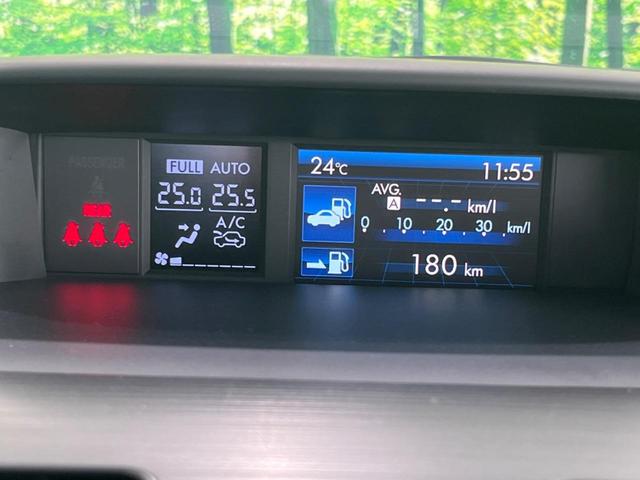 PASSENGER
REAR
FULL AUTO
25.0 25.5
A/C
24°C 11:55
AVG.
A --.- km/l
0 10 20 30 km/l
180 km